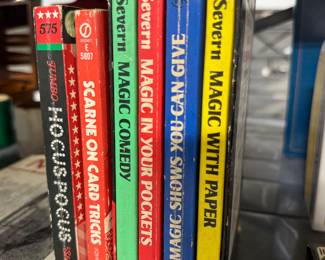 575
JUMBO
HOCUS POCUS
E
5807
SCARNE ON CARD TRICKS
Severn MAGIC COMEDY
Severn MAGIC IN YOUR POCKETS
Severn MAGIC SHOWS YOU CAN GIVE
Severn MAGIC WITH PAPER